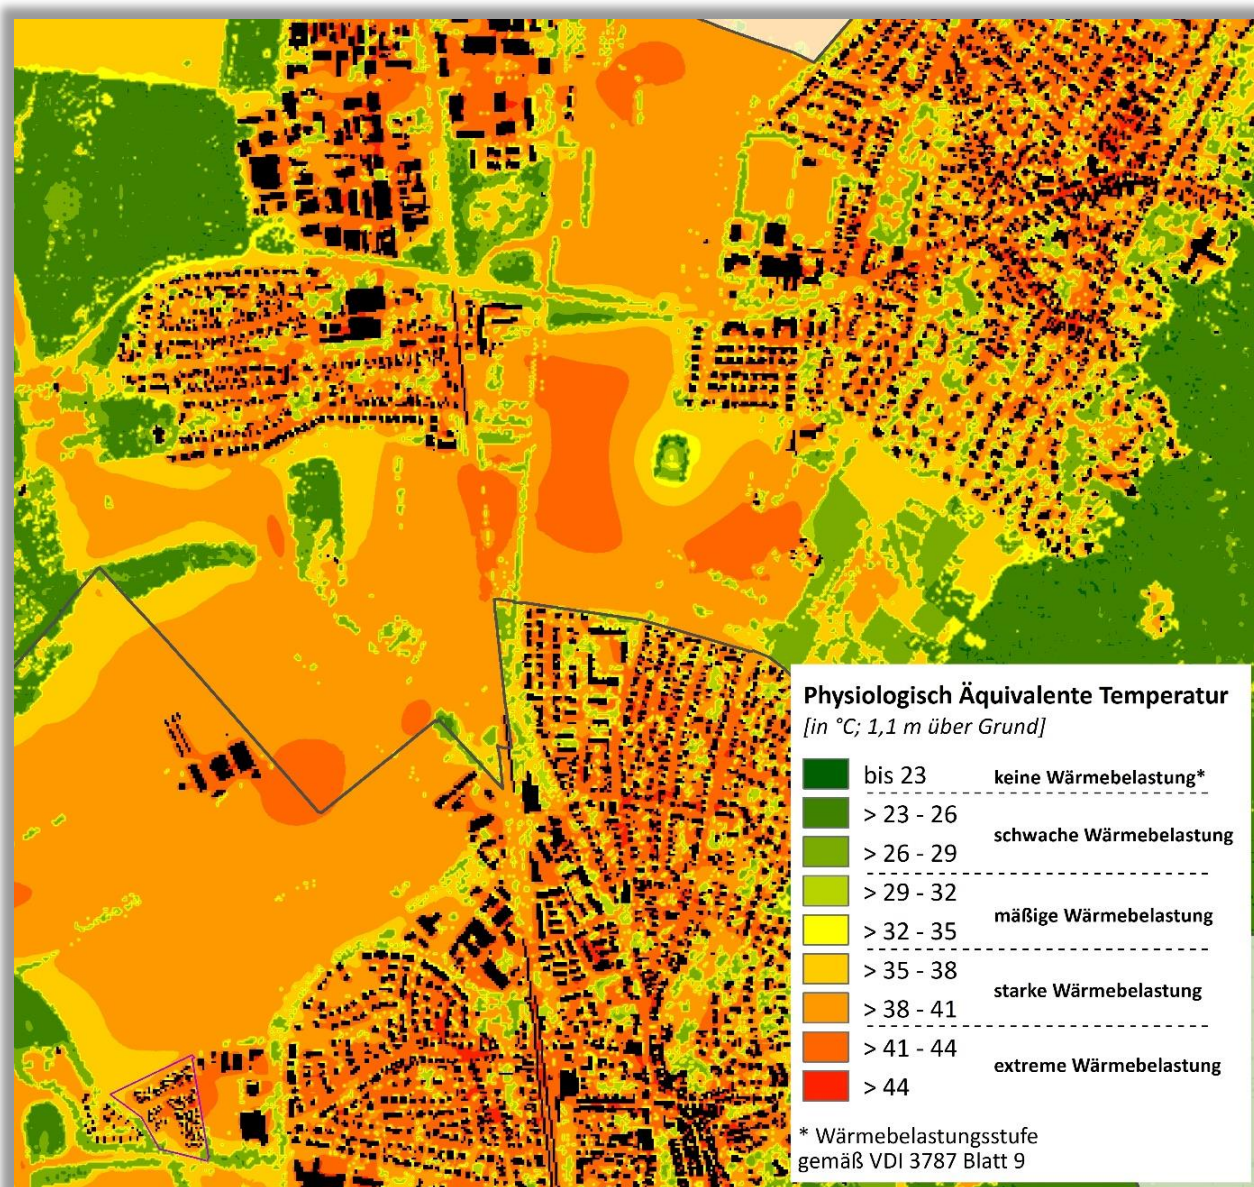 Physiologisch Äquivalente Temperatur
[in °C; 1,1 m über Grund]
bis 23
keine Wärmebelastung*
> 23 - 26
schwache Wärmebelastung
> 26 - 29
> 29 - 32
mäßige Wärmebelastung
> 32 - 35
> 35 - 38
starke Wärmebelastung
> 38 - 41
> 41 - 44
extreme Wärmebelastung
> 44
* Wärmebelastungsstufe
gemäß VDI 3787 Blatt 9